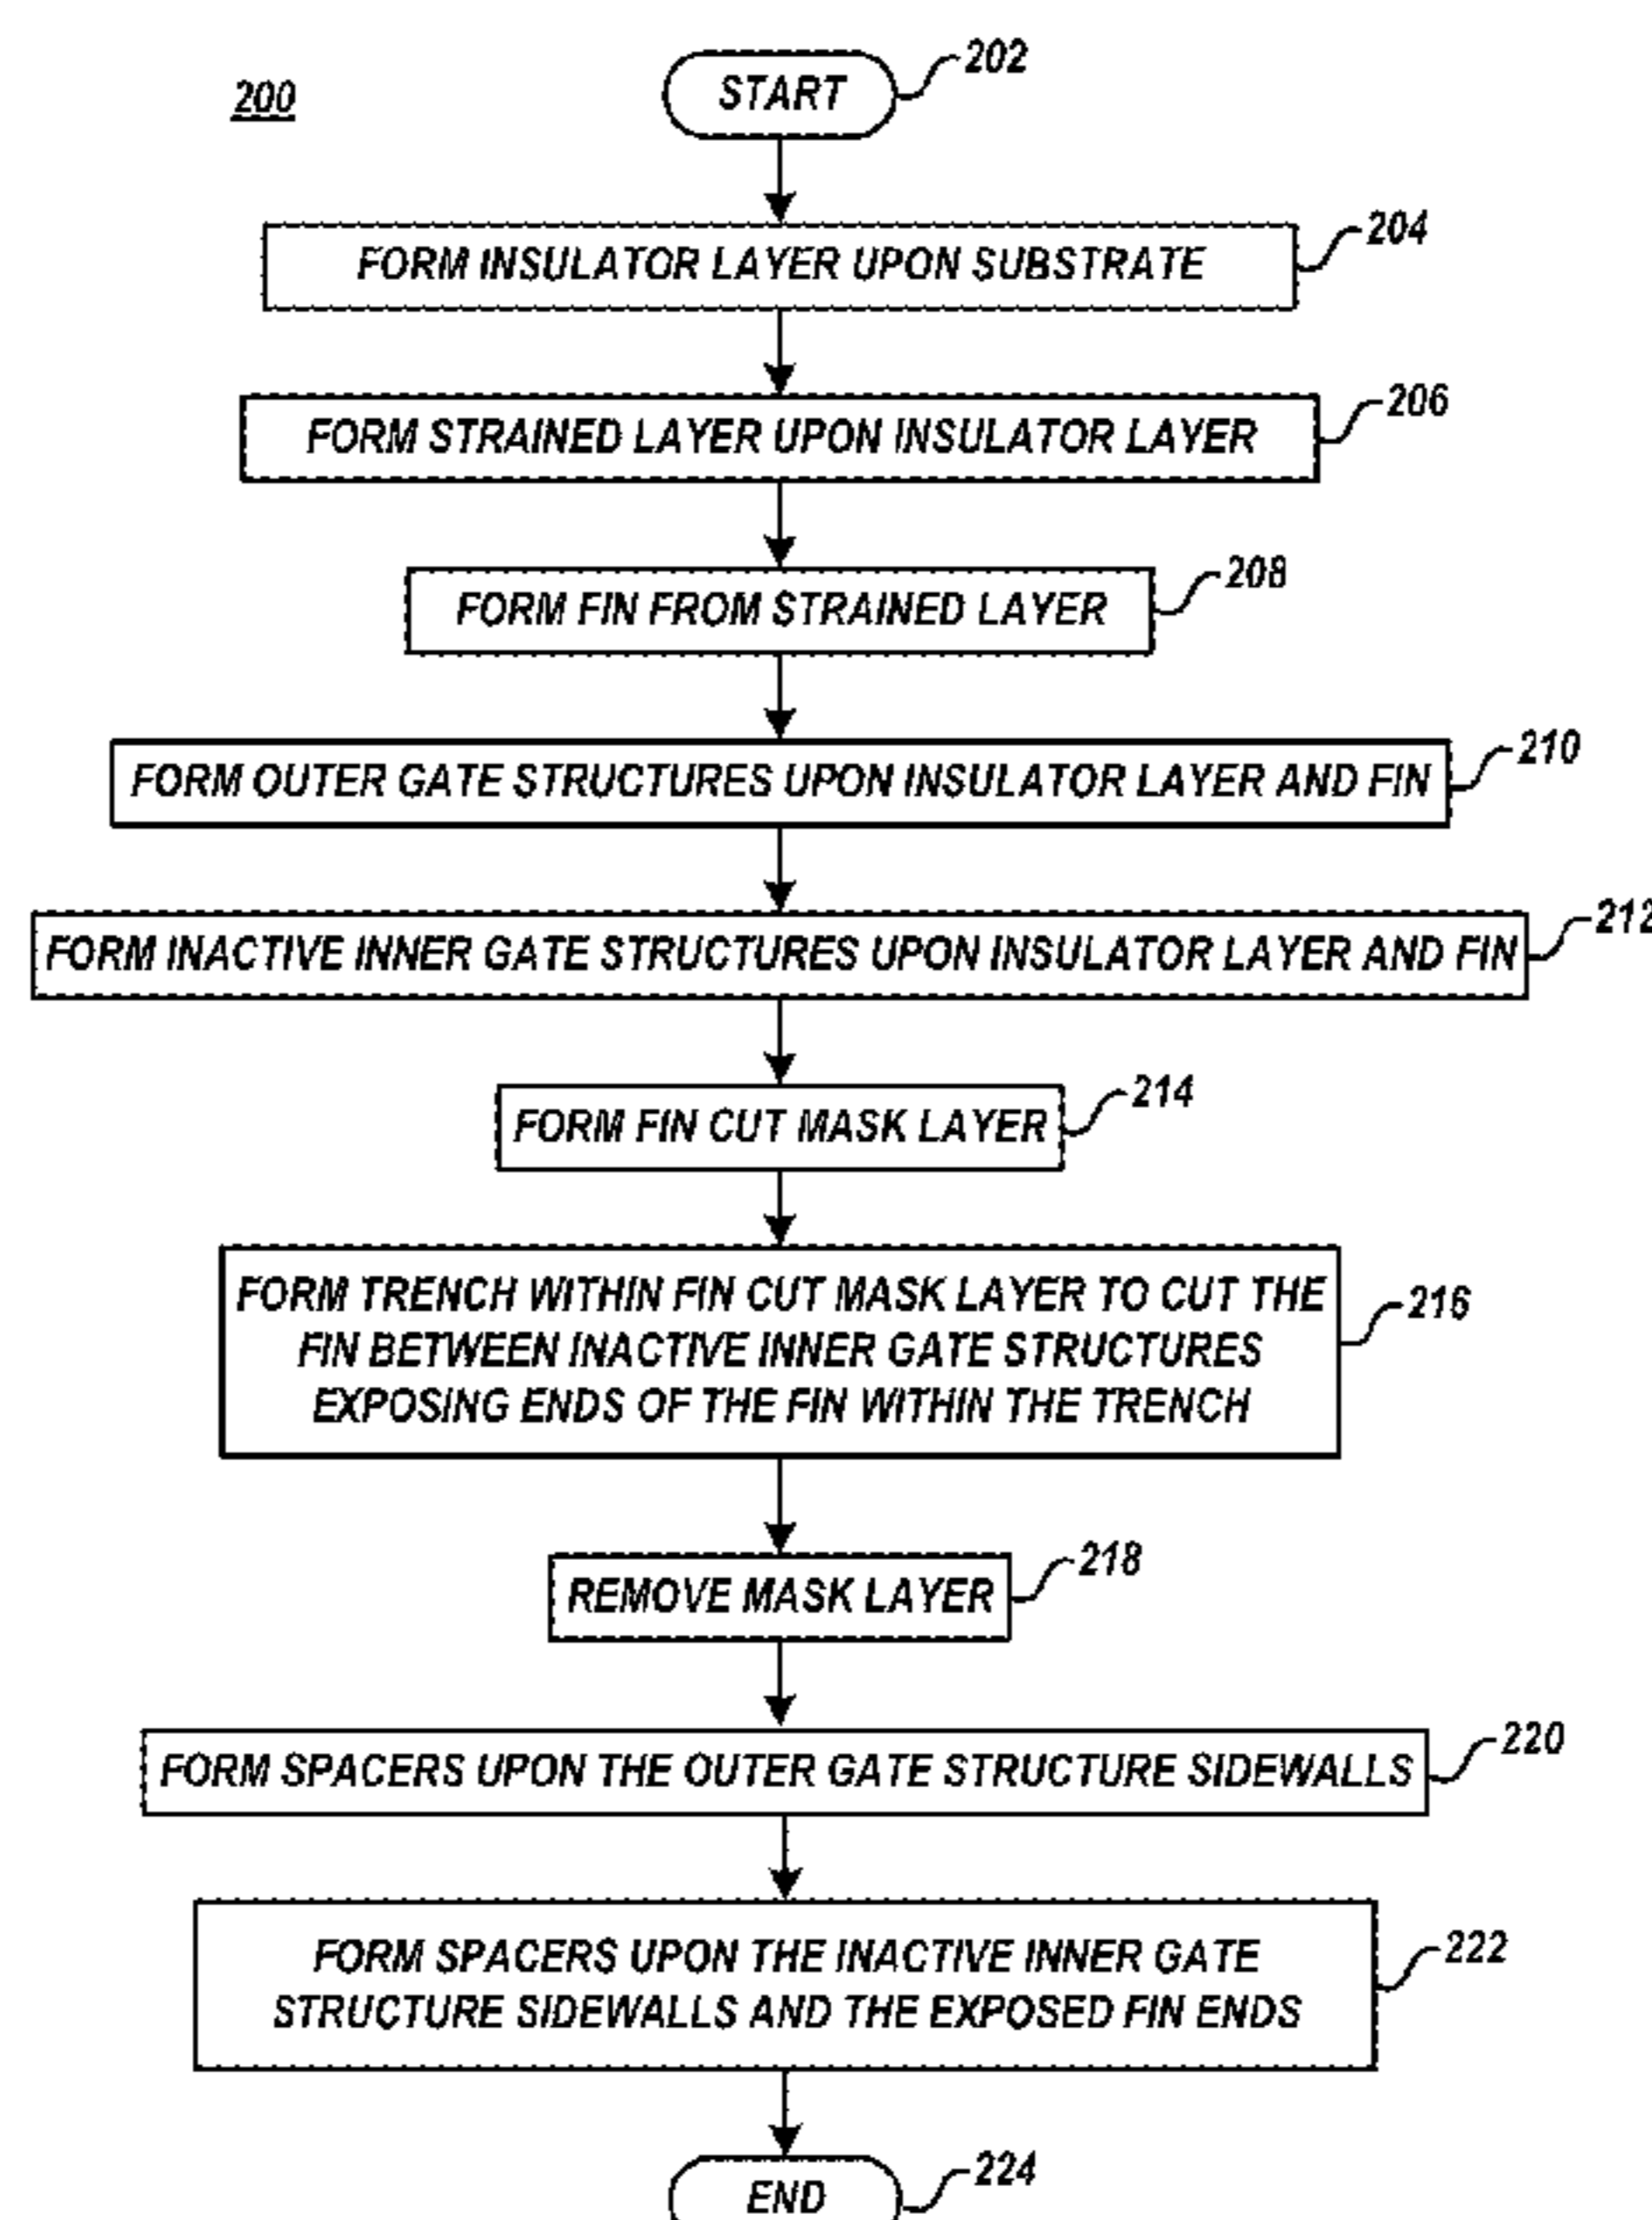 200
START
202
FORM INSULATOR LAYER UPON SUBSTRATE
204
FORM STRAINED LAYER UPON INSULATOR LAYER
206
FORM FIN FROM STRAINED LAYER
208
FORM OUTER GATE STRUCTURES UPON INSULATOR LAYER AND FIN
210
FORM INACTIVE INNER GATE STRUCTURES UPON INSULATOR LAYER AND FIN
212
FORM FIN CUT MASK LAYER
214
FORM TRENCH WITHIN FIN CUT MASK LAYER TO CUT THE
FIN BETWEEN INACTIVE INNER GATE STRUCTURES
EXPOSING ENDS OF THE FIN WITHIN THE TRENCH
216
REMOVE MASK LAYER
218
FORM SPACERS UPON THE OUTER GATE STRUCTURE SIDEWALLS
220
FORM SPACERS UPON THE INACTIVE INNER GATE
STRUCTURE SIDEWALLS AND THE EXPOSED FIN ENDS
222
END
224